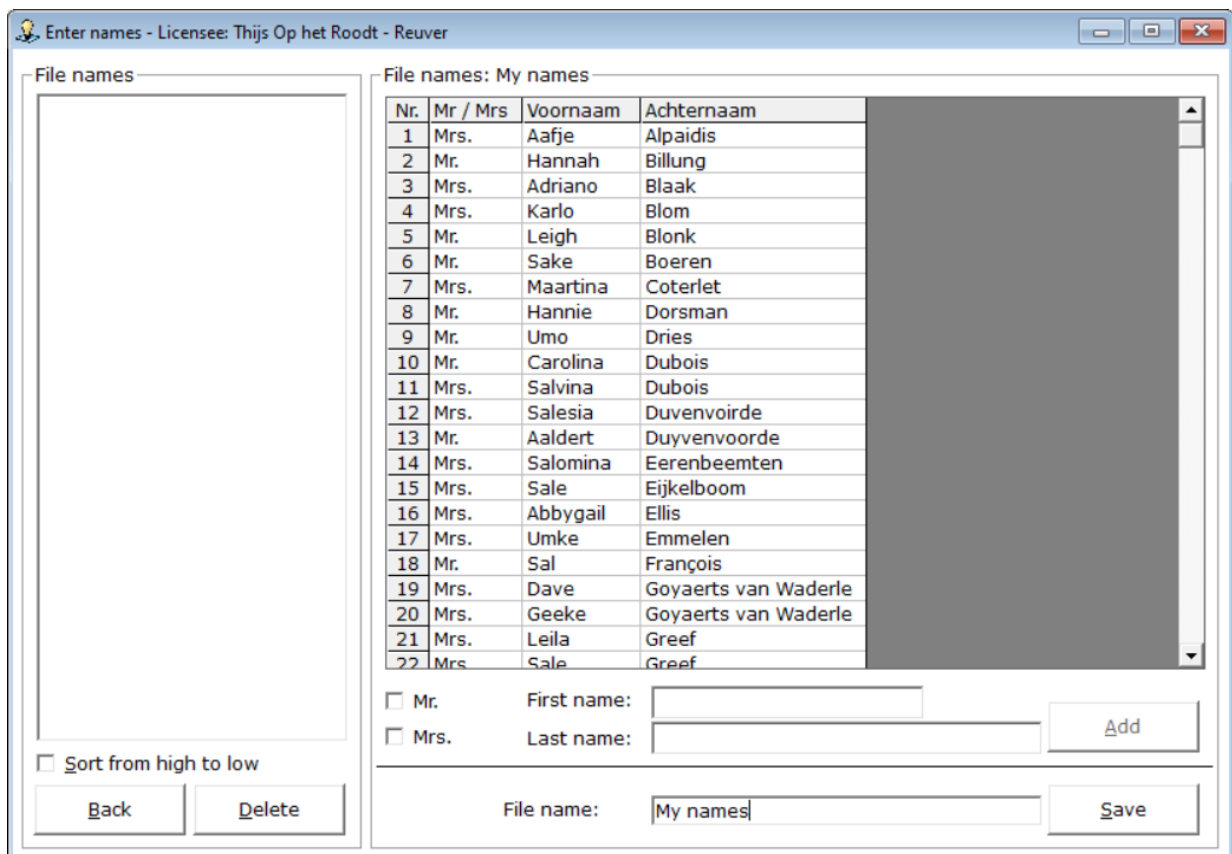 Enter names - Licensee: Thijs Op het Roodt - Reuver
File names
Sort from high to low
Back Delete
File names: My names
Nr. Mr / Mrs Voornaam Achternaam
1 Mrs. Aafje Alpaidis
2 Mr. Hannah Billung
3 Mrs. Adriano Blaak
4 Mrs. Karlo Blom
5 Mr. Leigh Blonk
6 Mr. Sake Boeren
7 Mrs. Maartina Coterlet
8 Mr. Hannie Dorsman
9 Mr. Umo Dries
10 Mr. Carolina Dubois
11 Mrs. Salvina Dubois
12 Mrs. Salesia Duvenvoirde
13 Mr. Aaldert Duyvenvoorde
14 Mrs. Salomina Eerenbeemten
15 Mrs. Sale Eijkelboom
16 Mrs. Abbygail Ellis
17 Mrs. Umke Emmelen
18 Mr. Sal François
19 Mrs. Dave Goyaerts van Waderle
20 Mrs. Geeke Goyaerts van Waderle
21 Mrs. Leila Greef
22 Mrs Sale Greef
Mr. First name:
Mrs. Last name:
Add
File name: My names Save